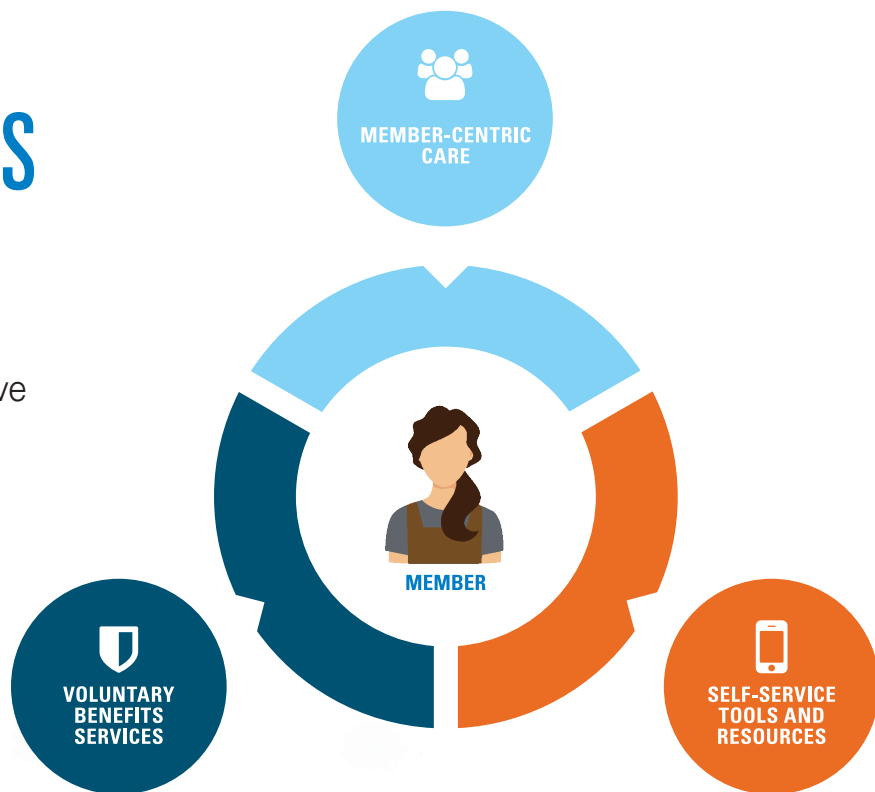 MEMBER-CENTRIC
CARE
S
ve
MEMBER
VOLUNTARY
BENEFITS
SERVICES
SELF-SERVICE
TOOLS AND
RESOURCES